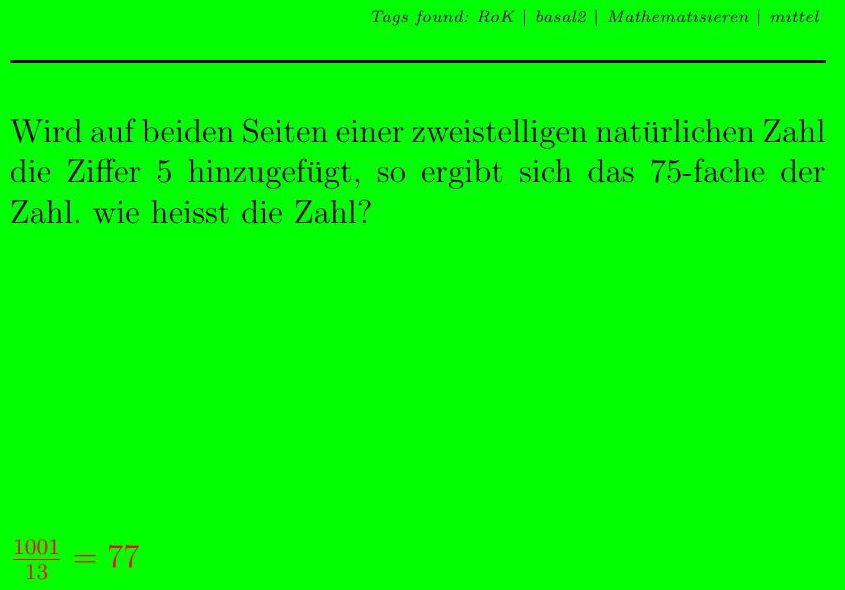 Tags found: RoK | basal2 | Mathematisieren | mittel
Wird auf beiden Seiten einer zweistelligen natürlichen Zahl
die Ziffer 5 hinzugefügt, so ergibt sich das 75-fache der
Zahl. wie heisst die Zahl?
1001/13 = 77